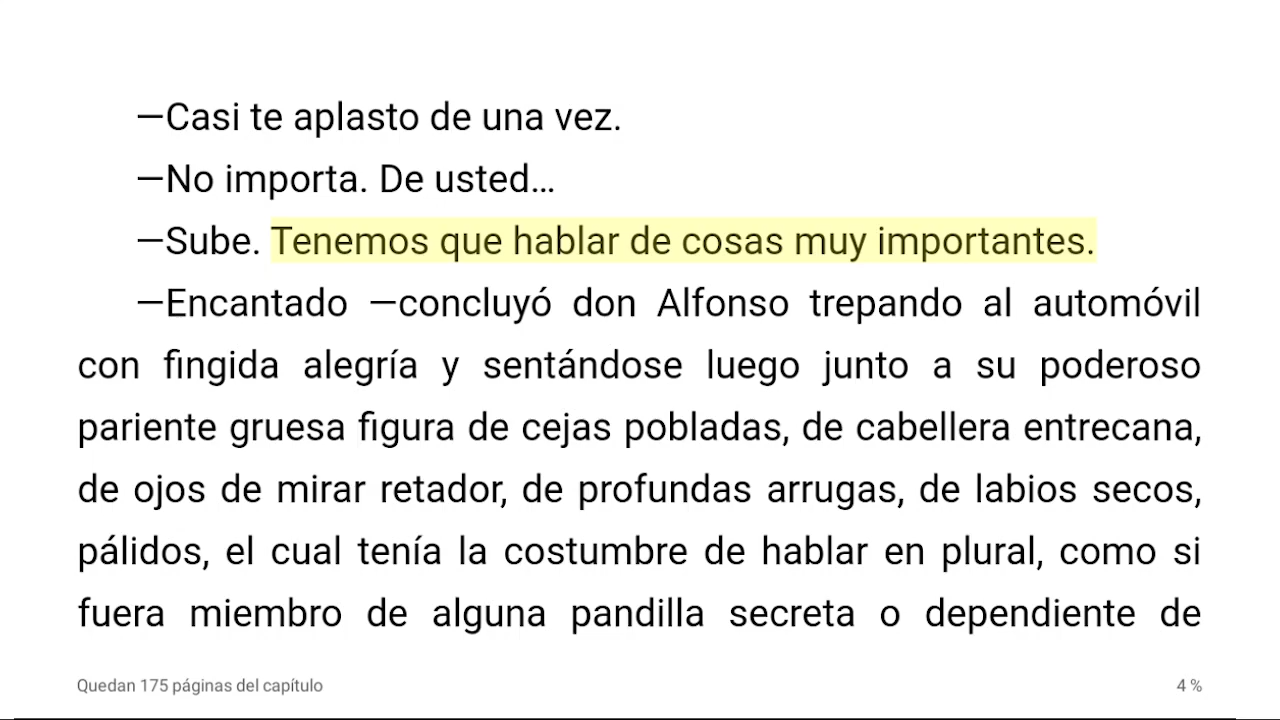 —Casi te aplasto de una vez.
—No importa. De usted…
—Sube. Tenemos que hablar de cosas muy importantes.
—Encantado —concluyó don Alfonso trepando al automóvil
con fingida alegría y sentándose luego junto a su poderoso
pariente gruesa figura de cejas pobladas, de cabellera entrecana,
de ojos de mirar retador, de profundas arrugas, de labios secos,
pálidos, el cual tenía la costumbre de hablar en plural, como si
fuera miembro de alguna pandilla secreta o dependiente de
Quedan 175 páginas del capítulo
4 %